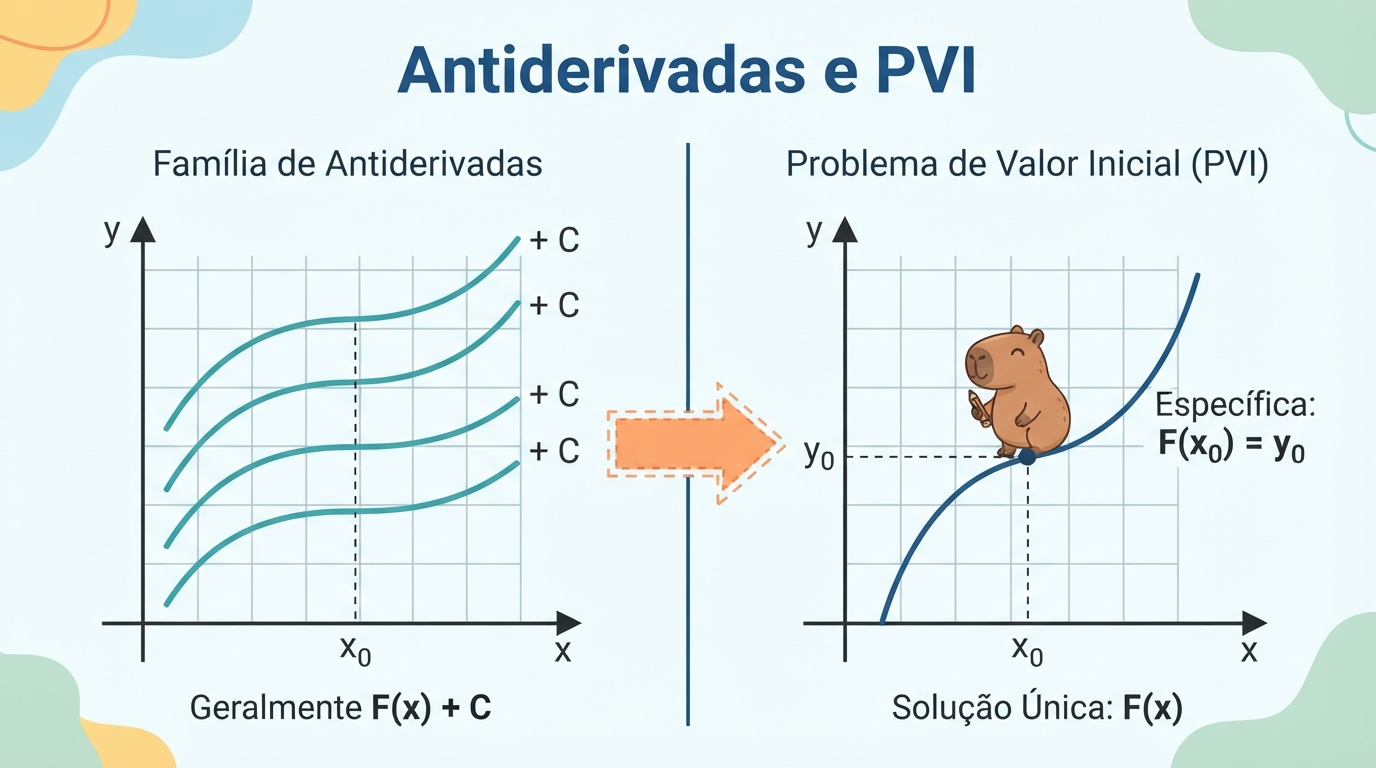 Antiderivadas e PVI
Família de Antiderivadas
y
+ C
+ C
+ C
+ C
x₀
x
Geralmente F(x) + C
Problema de Valor Inicial (PVI)
y
y₀
Específica:
F(x₀) = y₀
x₀
x
Solução Única: F(x)